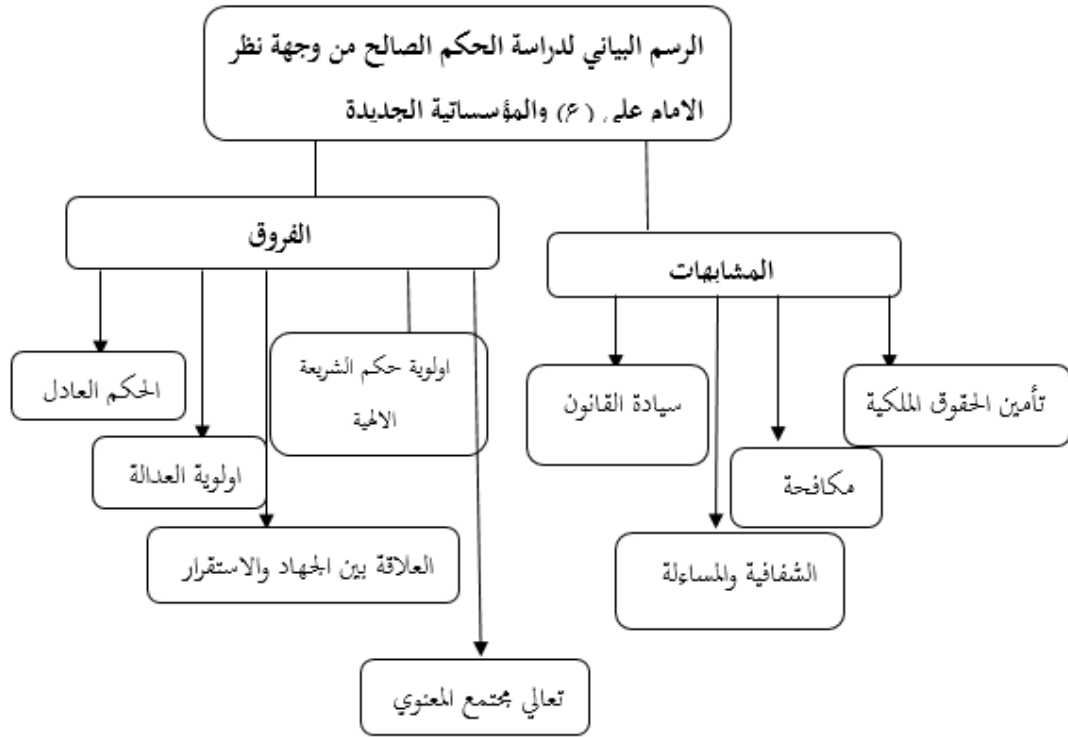 الرسم البياني لدراسة الحكم الصالح من وجهة نظر
الامام علي (ع) والمؤسساتية الجديدة
الفروق
المشابهات
الحكم العادل
اولوية حكم الشريعة
الالهية
سيادة القانون
تأمين الحقوق الملكية
اولوية العدالة
مكافحة
العلاقة بين الجهاد والاستقرار
الشفافية والمساءلة
تعالي مجتمع المعنوي